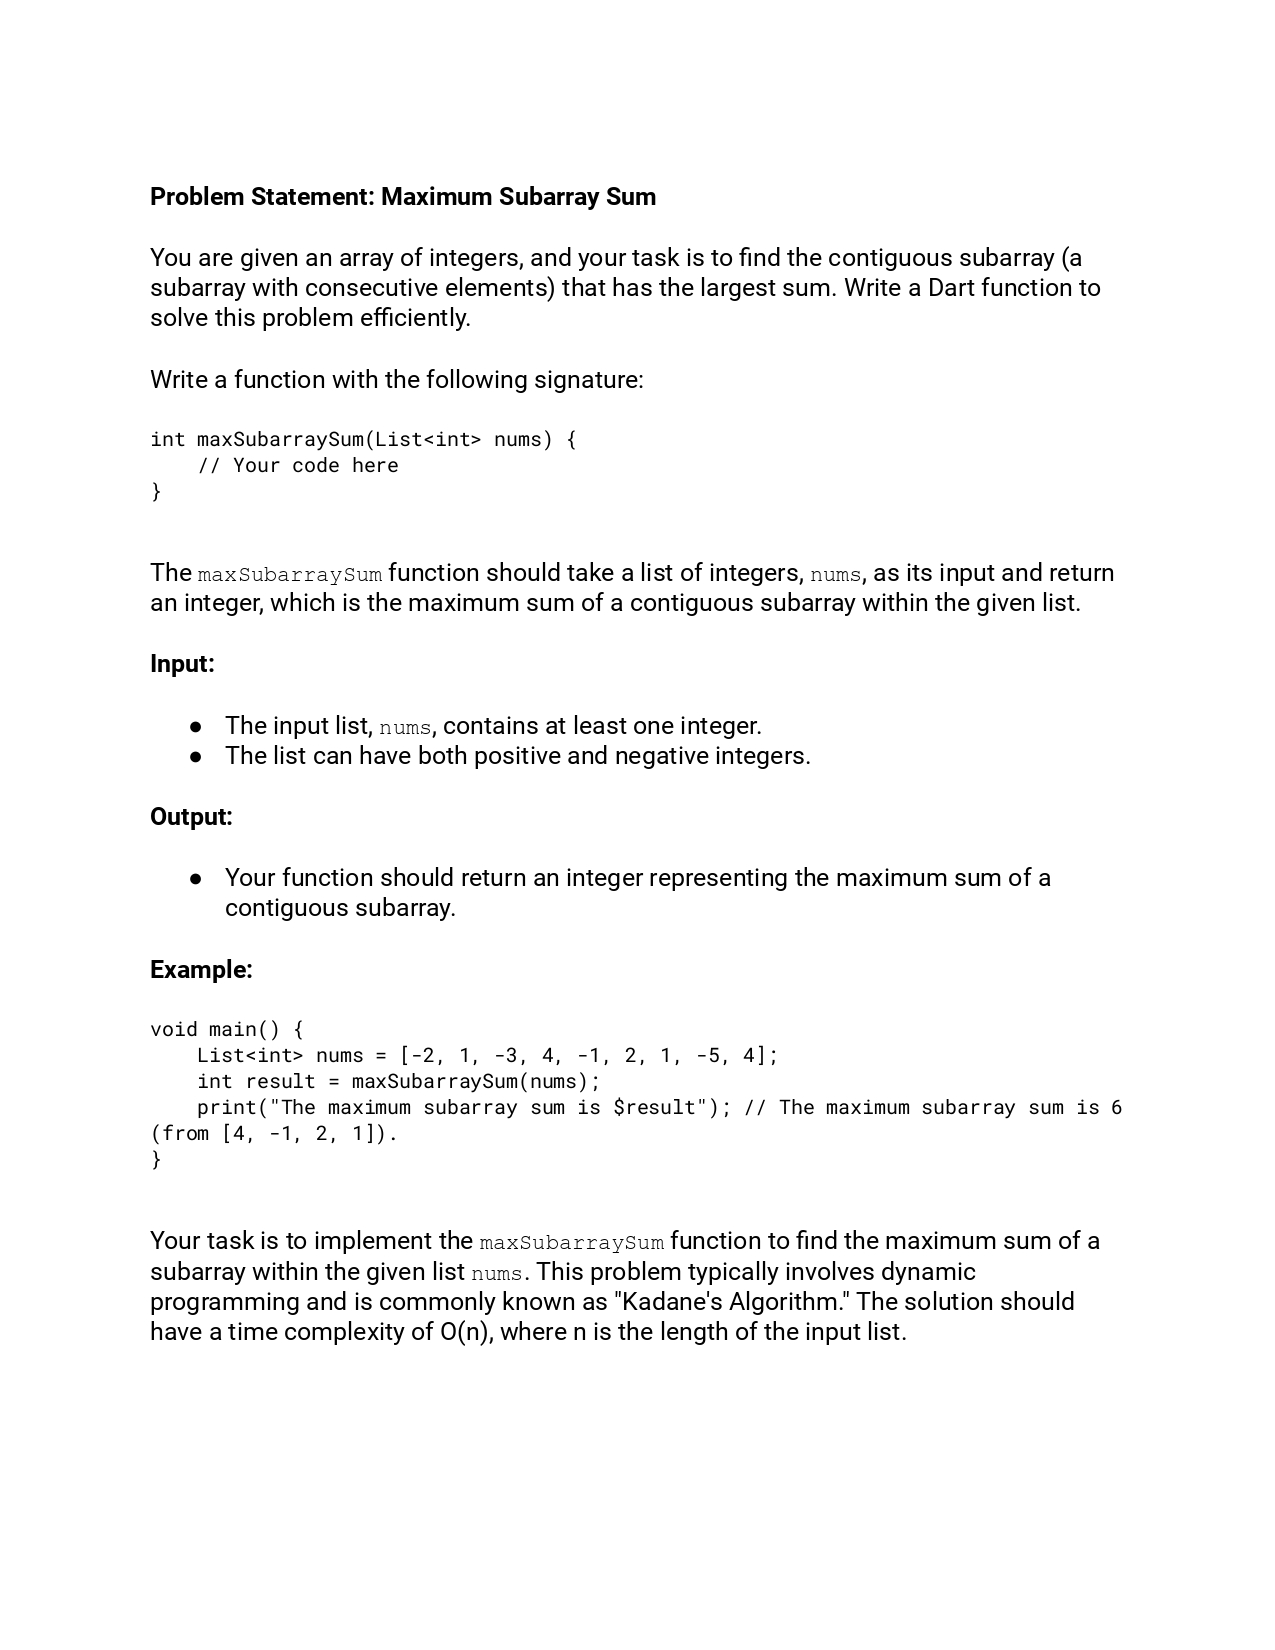 Problem Statement: Maximum Subarray Sum
You are given an array of integers, and your task is to find the contiguous subarray (a
subarray with consecutive elements) that has the largest sum. Write a Dart function to
solve this problem efficiently.
Write a function with the following signature:
int maxSubarraySum(List<int> nums) {
    // Your code here
}
The maxSubarraySum function should take a list of integers, nums, as its input and return
an integer, which is the maximum sum of a contiguous subarray within the given list.
Input:
● The input list, nums, contains at least one integer.
● The list can have both positive and negative integers.
Output:
● Your function should return an integer representing the maximum sum of a
contiguous subarray.
Example:
void main() {
    List<int> nums = [-2, 1, -3, 4, -1, 2, 1, -5, 4];
    int result = maxSubarraySum(nums);
    print("The maximum subarray sum is $result"); // The maximum subarray sum is 6
(from [4, -1, 2, 1]).
}
Your task is to implement the maxSubarraySum function to find the maximum sum of a
subarray within the given list nums. This problem typically involves dynamic
programming and is commonly known as "Kadane's Algorithm." The solution should
have a time complexity of O(n), where n is the length of the input list.